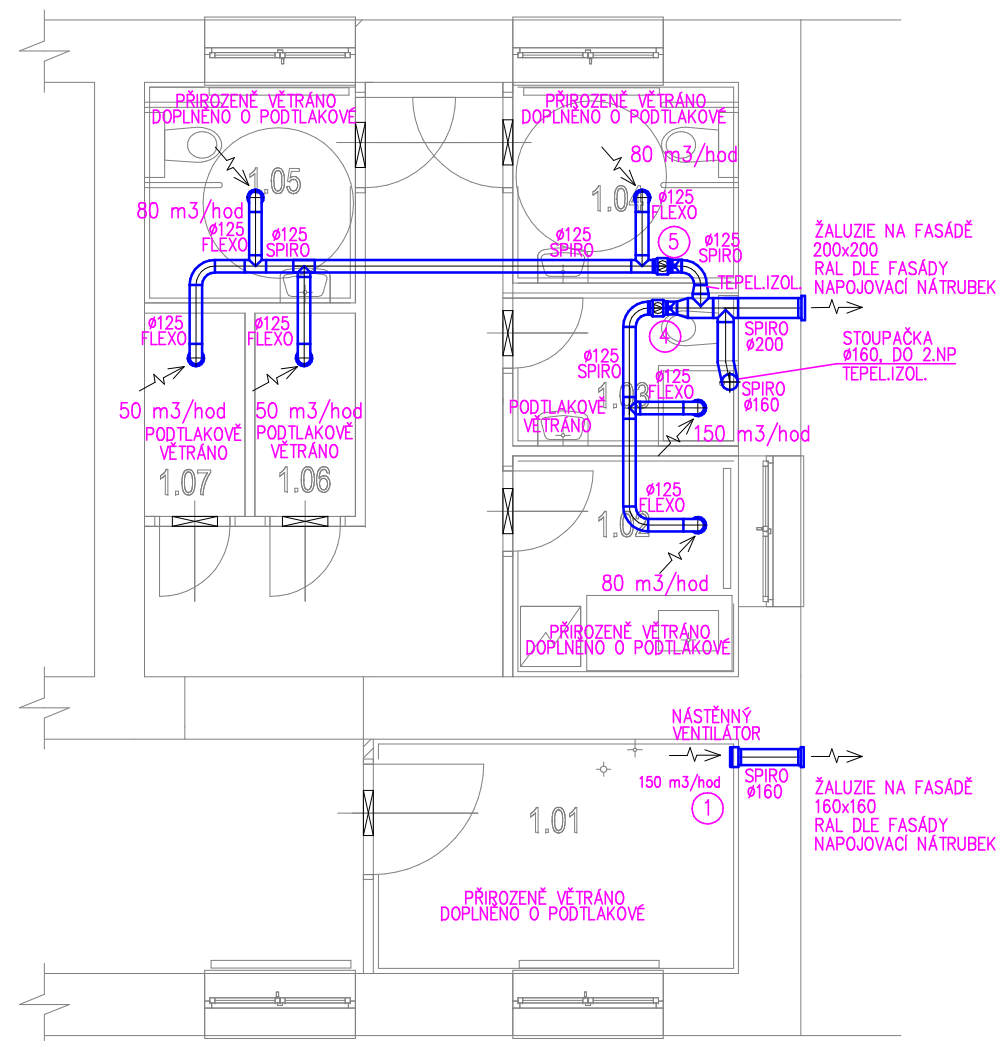 PŘIROZENĚ VĚTRÁNO
DOPLNĚNO O PODTLAKOVÉ
PŘIROZENĚ VĚTRÁNO
DOPLNĚNO O PODTLAKOVÉ
80 m3/hod
1.05
1.04
80 m3/hod
ø125
FLEXO
ø125
SPIRO
ø125
SPIRO
ø125
FLEXO
5
ø125
SPIRO
ŽALUZIE NA FASÁDĚ
200x200
RAL DLE FASÁDY
NAPOJOVACÍ NÁTRUBEK
TEPEL.IZOL.
ø125
FLEXO
ø125
FLEXO
4
SPIRO
ø200
STOUPAČKA
ø160, DO 2.NP
TEPEL.IZOL.
ø125
SPIRO
ø125
FLEXO
SPIRO
ø160
1.03
50 m3/hod
50 m3/hod
PODTLAKOVĚ
VĚTRÁNO
PODTLAKOVĚ
VĚTRÁNO
PODTLAKOVĚ
VĚTRÁNO
150 m3/hod
1.07
1.06
ø125
FLEXO
1.02
80 m3/hod
PŘIROZENĚ VĚTRÁNO
DOPLNĚNO O PODTLAKOVÉ
NÁSTĚNNÝ
VENTILÁTOR
150 m3/hod
SPIRO
ø160
1
ŽALUZIE NA FASÁDĚ
160x160
RAL DLE FASÁDY
NAPOJOVACÍ NÁTRUBEK
1.01
PŘIROZENĚ VĚTRÁNO
DOPLNĚNO O PODTLAKOVÉ